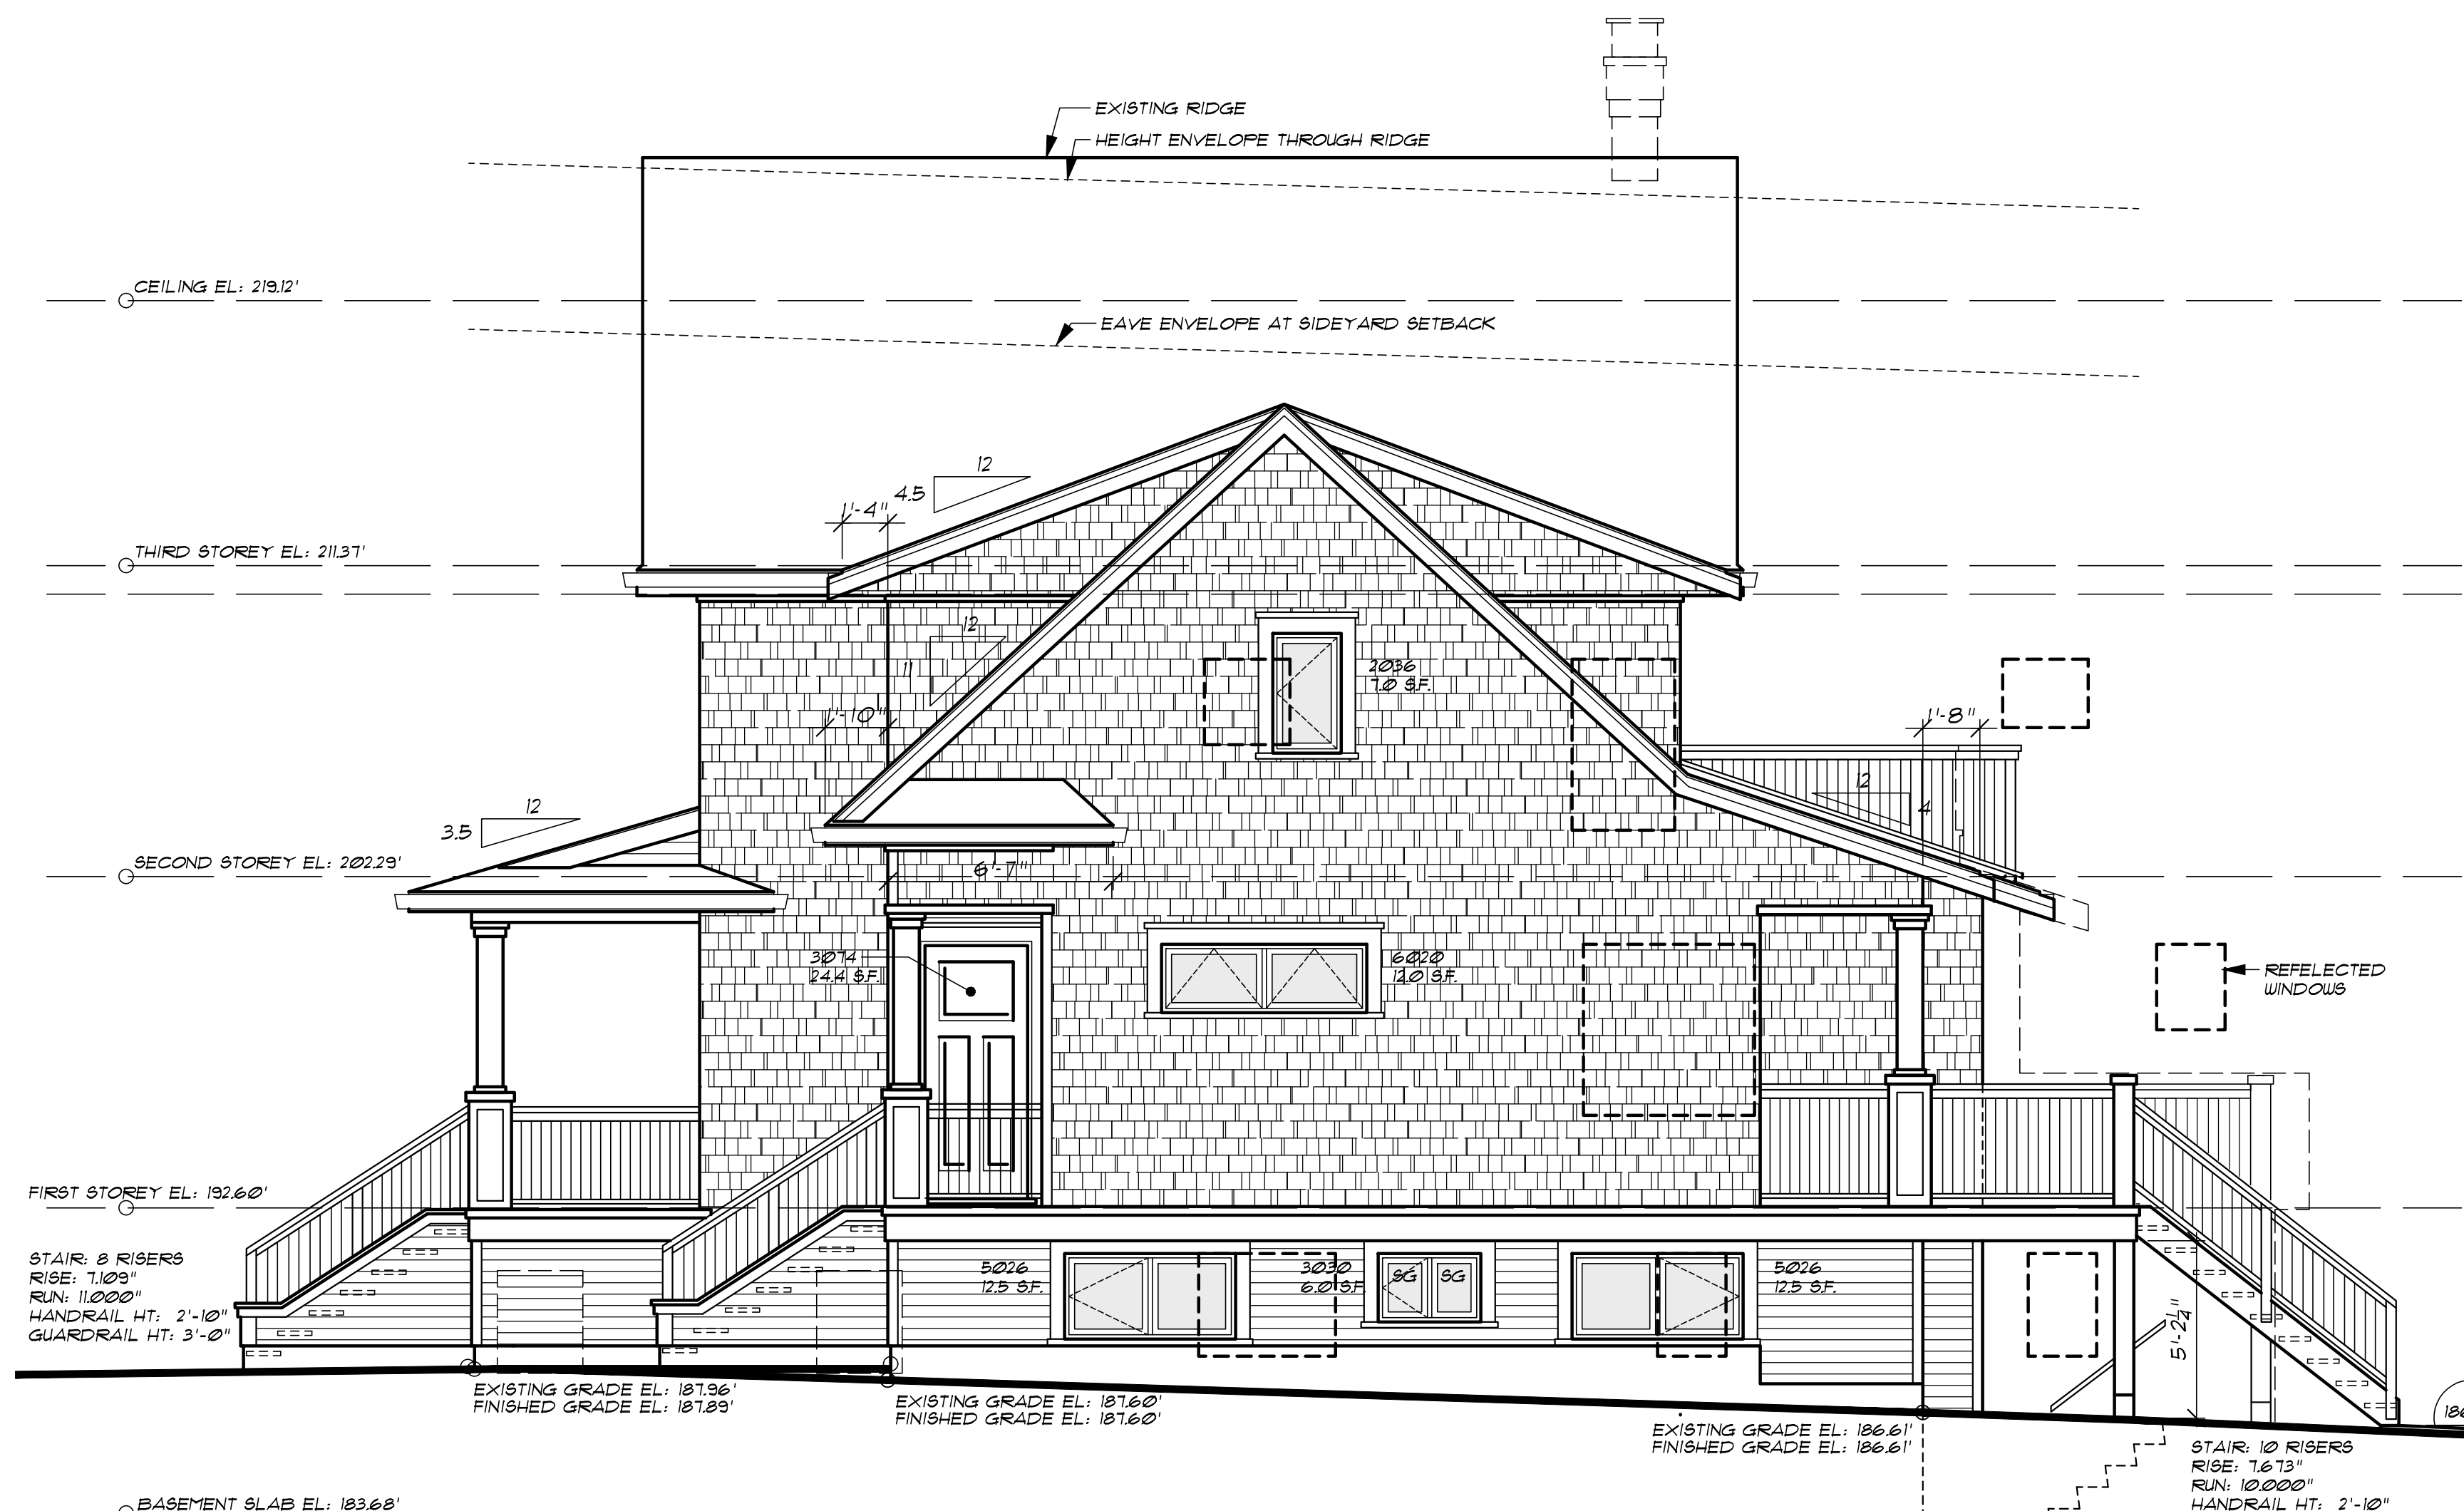 EXISTING RIDGE
HEIGHT ENVELOPE THROUGH RIDGE
CEILING EL: 219.12'
EAVE ENVELOPE AT SIDEYARD SETBACK
12
4.5
1'-4"
THIRD STOREY EL: 211.37'
12
11
2036
7.0 S.F.
1'-10"
1'-8"
12
4
12
3.5
SECOND STOREY EL: 202.29'
6'-7"
3074
24.4 S.F.
6020
12.0 S.F.
REFELECTED
WINDOWS
FIRST STOREY EL: 192.60'
STAIR: 8 RISERS
RISE: 7.109"
RUN: 11.000"
HANDRAIL HT: 2'-10"
GUARDRAIL HT: 3'-0"
5026
12.5 S.F.
3030
6.0 S.F.
SG
SG
5026
12.5 S.F.
5'-2 1/4"
EXISTING GRADE EL: 187.96'
FINISHED GRADE EL: 187.89'
EXISTING GRADE EL: 187.60'
FINISHED GRADE EL: 187.60'
EXISTING GRADE EL: 186.61'
FINISHED GRADE EL: 186.61'
186
STAIR: 10 RISERS
RISE: 7.673"
RUN: 10.000"
HANDRAIL HT: 2'-10"
BASEMENT SLAB EL: 183.68'